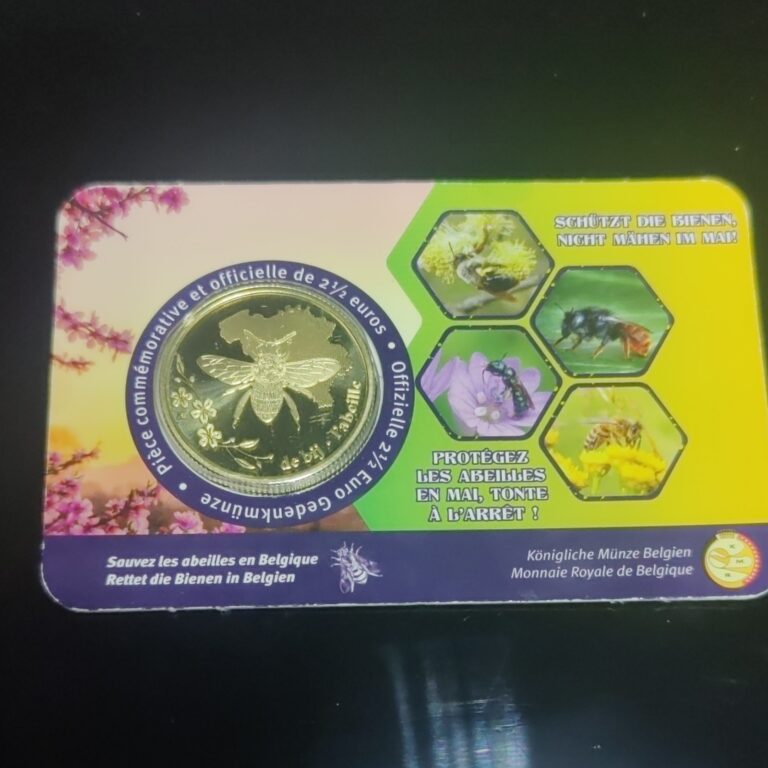 Pièce commémorative et officielle de 2½ euros • Offizielle 2½ Euro Gedenkmünze •
de bij - l'abeille
SCHÜTZT DIE BIENEN,
NICHT MÄHEN IM MAI!
PROTÉGEZ
LES ABEILLES
EN MAI, TONTE
À L'ARRÊT !
Sauvez les abeilles en Belgique
Rettet die Bienen in Belgien
Königliche Münze Belgien
Monnaie Royale de Belgique